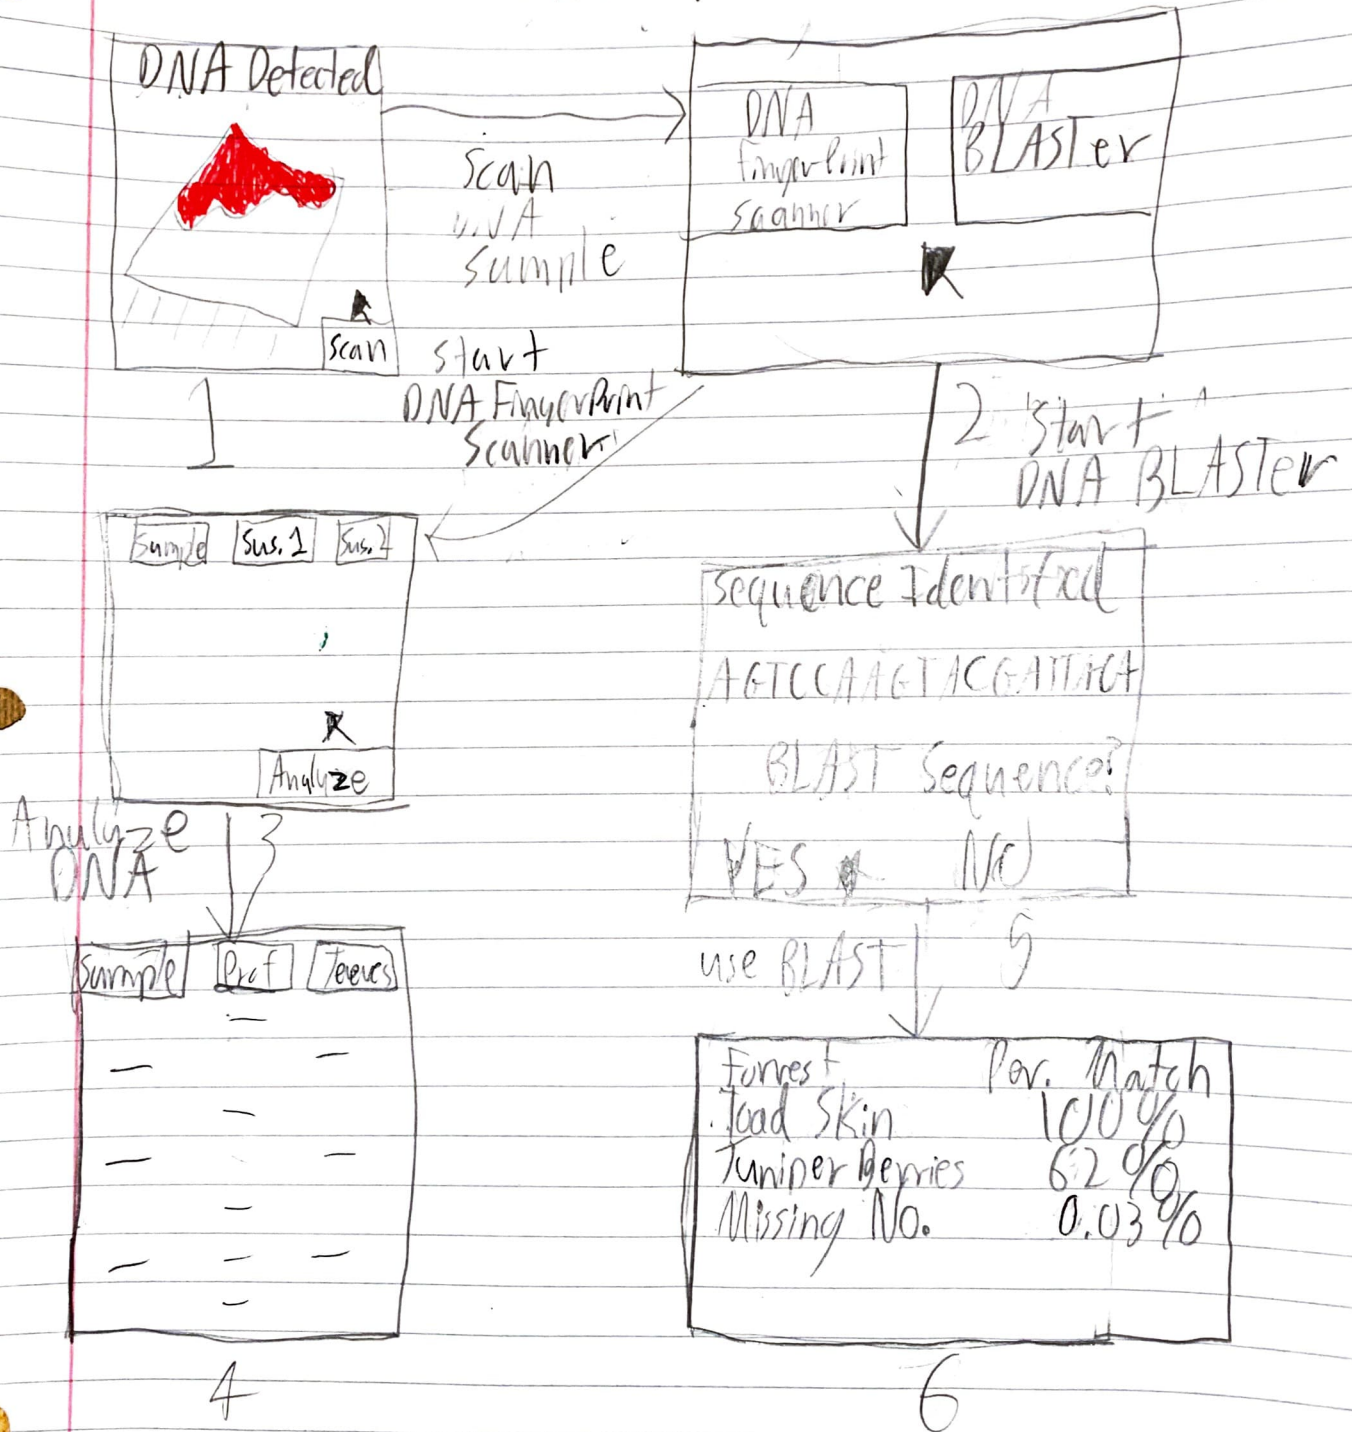 DNA Detected
Scan
1
Scan
DNA
Sample
DNA
FingerPrint
Scanner
DNA
BLASTer
2
Start
DNA FingerPrint
Scanner
Start
DNA BLASTer
Sample
Sus. 1
Sus. 2
Analyze
3
Analyze
DNA
Sample
Prof
Jeeves
4
Sequence Identified
BLAST Sequence?
YES
NO
5
use BLAST
Forrest
Per. Match
Toad Skin
100%
Juniper Berries
62%
Missing No.
0.03%
6